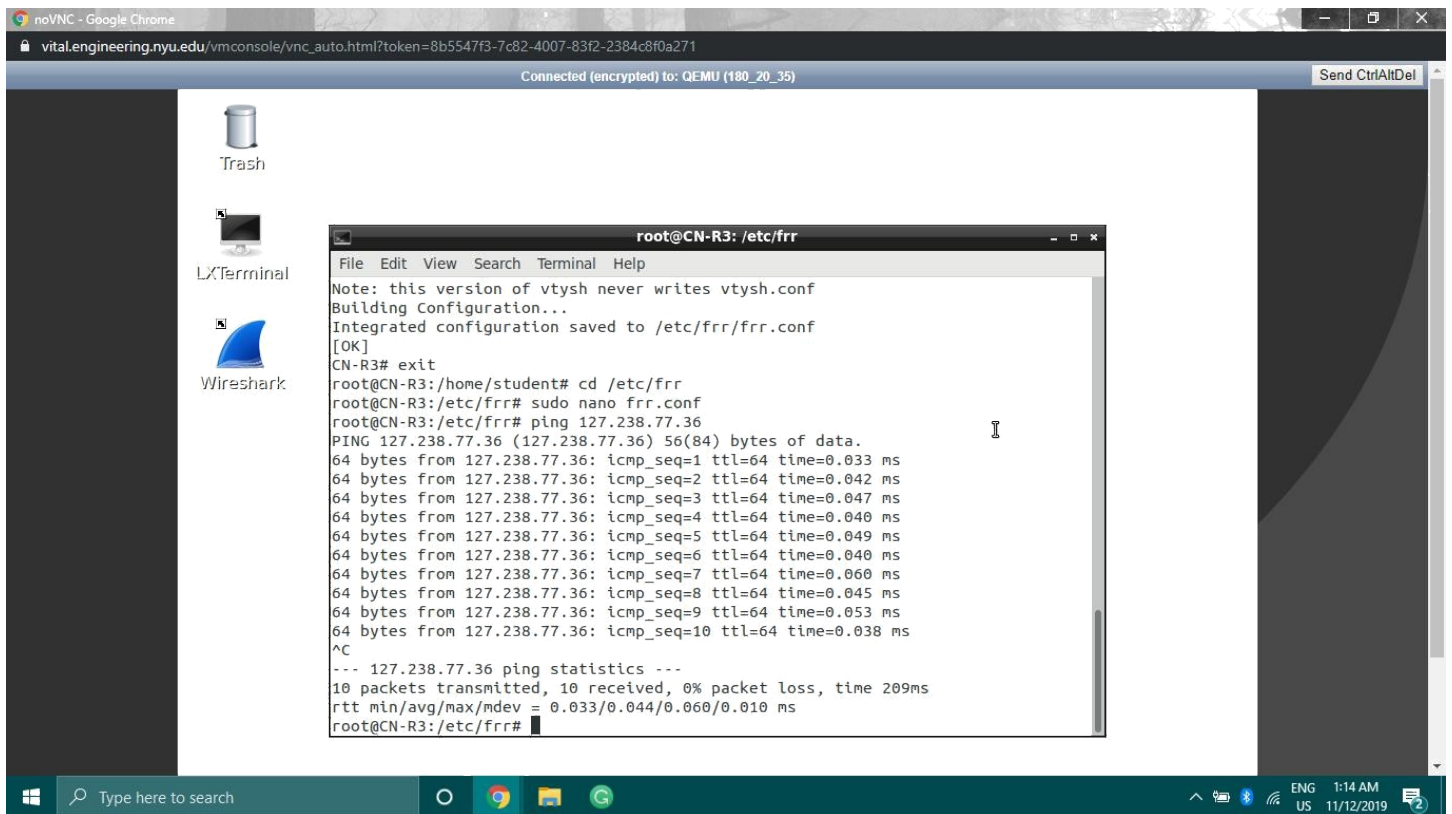 noVNC - Google Chrome
vital.engineering.nyu.edu/vmconsole/vnc_auto.html?token=8b5547f3-7c82-4007-83f2-2384c8f0a271
Connected (encrypted) to: QEMU (180_20_35)
Send CtrlAltDel
Trash
LXTerminal
Wireshark
root@CN-R3: /etc/frr
File Edit View Search Terminal Help
Note: this version of vtysh never writes vtysh.conf
Building Configuration...
Integrated configuration saved to /etc/frr/frr.conf
[OK]
CN-R3# exit
root@CN-R3:/home/student# cd /etc/frr
root@CN-R3:/etc/frr# sudo nano frr.conf
root@CN-R3:/etc/frr# ping 127.238.77.36
PING 127.238.77.36 (127.238.77.36) 56(84) bytes of data.
64 bytes from 127.238.77.36: icmp_seq=1 ttl=64 time=0.033 ms
64 bytes from 127.238.77.36: icmp_seq=2 ttl=64 time=0.042 ms
64 bytes from 127.238.77.36: icmp_seq=3 ttl=64 time=0.047 ms
64 bytes from 127.238.77.36: icmp_seq=4 ttl=64 time=0.040 ms
64 bytes from 127.238.77.36: icmp_seq=5 ttl=64 time=0.049 ms
64 bytes from 127.238.77.36: icmp_seq=6 ttl=64 time=0.040 ms
64 bytes from 127.238.77.36: icmp_seq=7 ttl=64 time=0.060 ms
64 bytes from 127.238.77.36: icmp_seq=8 ttl=64 time=0.045 ms
64 bytes from 127.238.77.36: icmp_seq=9 ttl=64 time=0.053 ms
64 bytes from 127.238.77.36: icmp_seq=10 ttl=64 time=0.038 ms
^C
--- 127.238.77.36 ping statistics ---
10 packets transmitted, 10 received, 0% packet loss, time 209ms
rtt min/avg/max/mdev = 0.033/0.044/0.060/0.010 ms
root@CN-R3:/etc/frr#
Type here to search
ENG 1:14 AM
US 11/12/2019
2